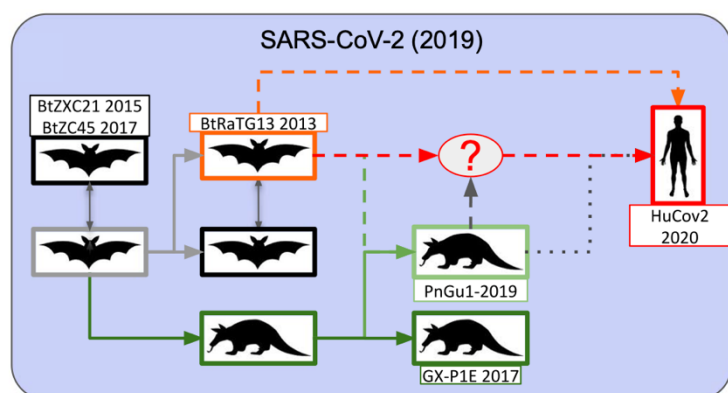 SARS-CoV-2 (2019)
BtZXC21 2015
BtZC45 2017
BtRaTG13 2013
?
HuCov2
2020
PnGu1-2019
GX-P1E 2017